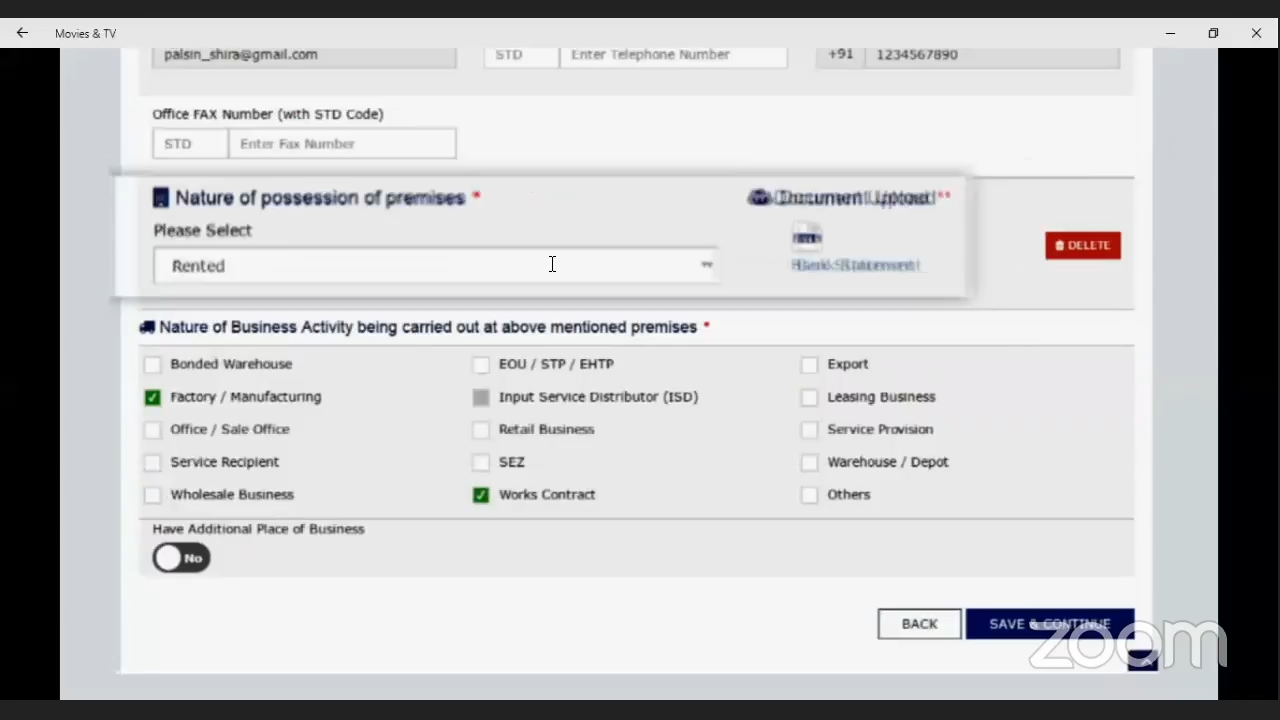 Movies & TV
palsin_shira@gmail.com STD Enter Telephone Number +91 1234567890
Office FAX Number (with STD Code)
STD Enter Fax Number
Nature of possession of premises *
Please Select
Rented
DELETE
Nature of Business Activity being carried out at above mentioned premises *
Bonded Warehouse EOU / STP / EHTP Export
Factory / Manufacturing Input Service Distributor (ISD) Leasing Business
Office / Sale Office Retail Business Service Provision
Service Recipient SEZ Warehouse / Depot
Wholesale Business Works Contract Others
Have Additional Place of Business
No
BACK SAVE & CONTINUE
zoom